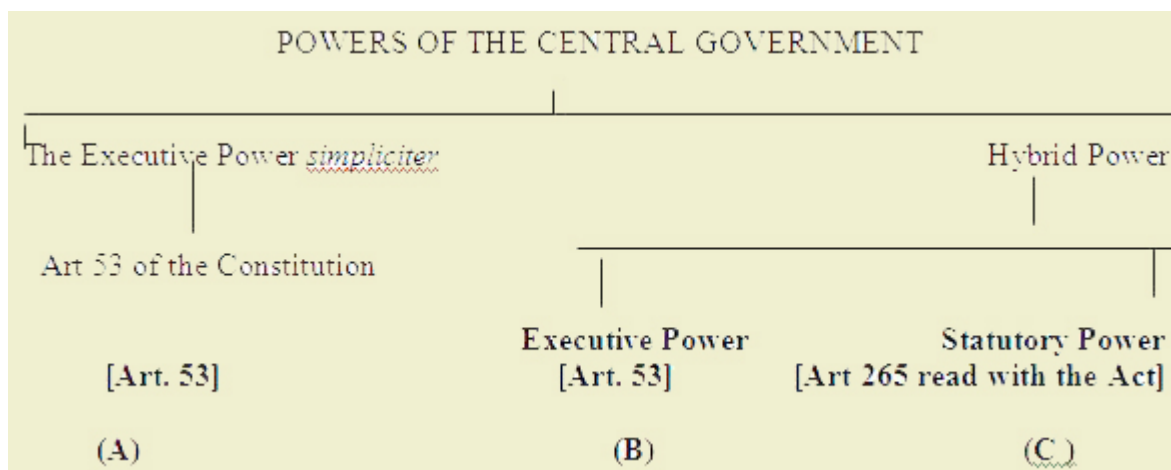 POWERS OF THE CENTRAL GOVERNMENT
The Executive Power simpliciter Hybrid Power
Art 53 of the Constitution
Executive Power Statutory Power
[Art. 53] [Art. 53] [Art 265 read with the Act]
(A) (B) (C )